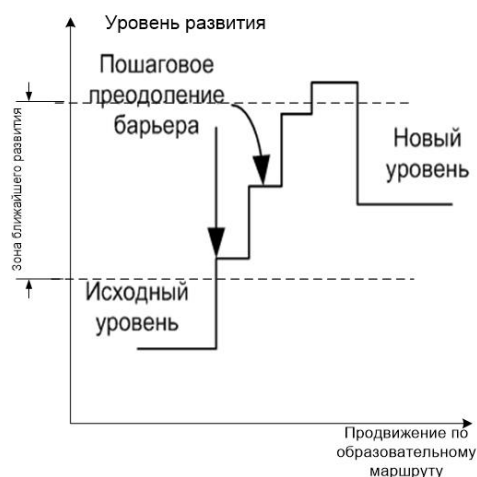 Уровень развития
Пошаговое
преодоление
барьера
Новый
уровень
Зона ближайшего развития
Исходный
уровень
Продвижение по
образовательному
маршруту